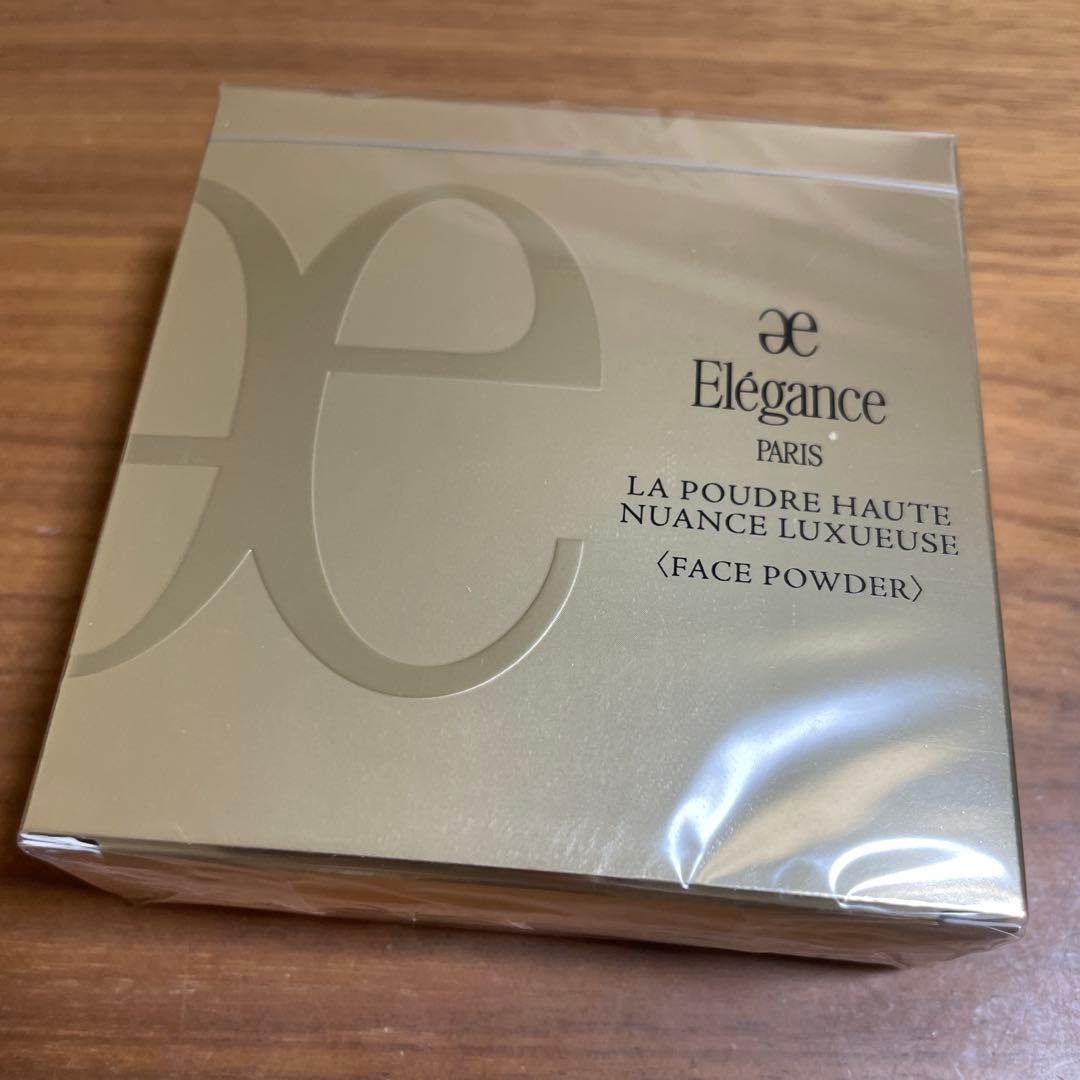 æ
Elégance
PARIS
LA POUDRE HAUTE
NUANCE LUXUEUSE
〈FACE POWDER〉